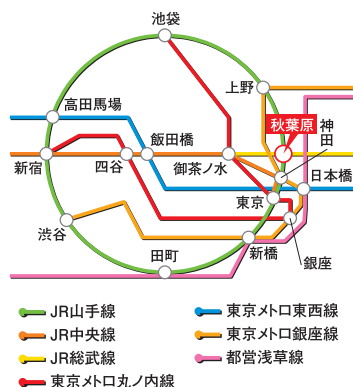 池袋
上野
高田馬場
秋葉原
神田
飯田橋
新宿
四谷
御茶ノ水
日本橋
東京
渋谷
新橋
銀座
田町
JR山手線
JR中央線
JR総武線
東京メトロ丸ノ内線
東京メトロ東西線
東京メトロ銀座線
都営浅草線